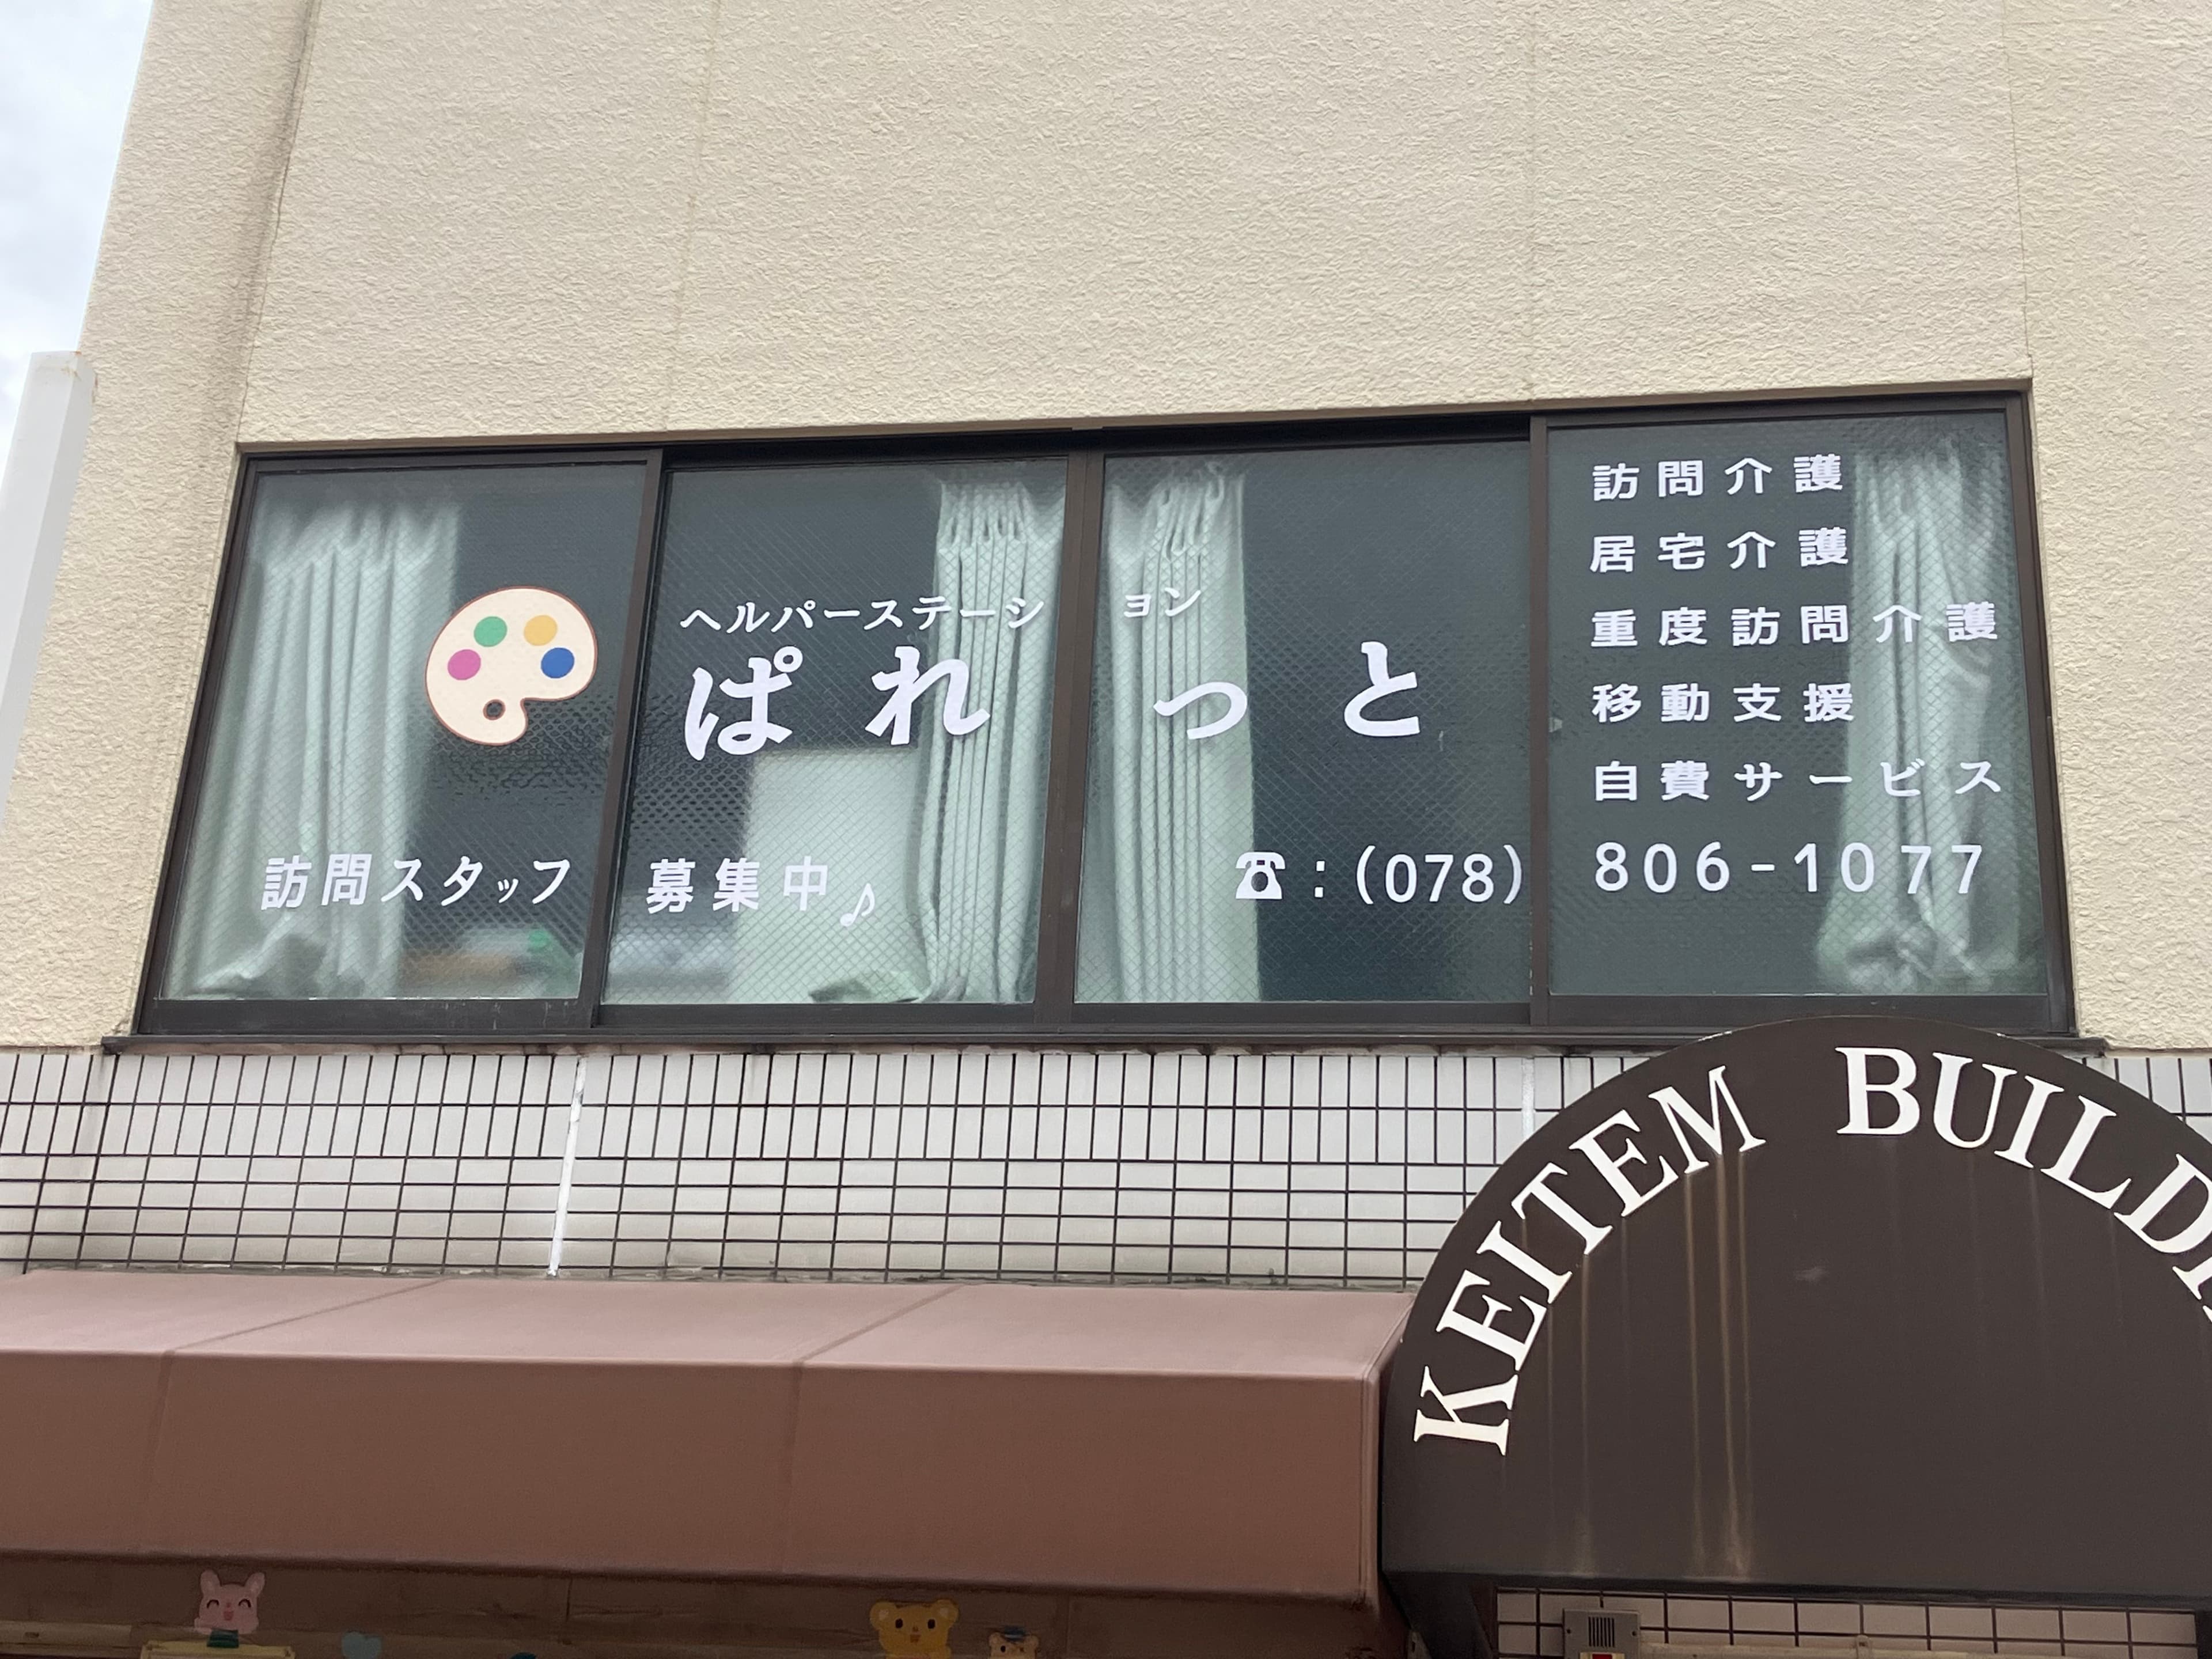 ヘルパーステーション
ぱれっと
訪問スタッフ募集中♪
訪問介護
居宅介護
重度訪問介護
移動支援
自費サービス
☎:(078)806-1077
KEITEM BUILD